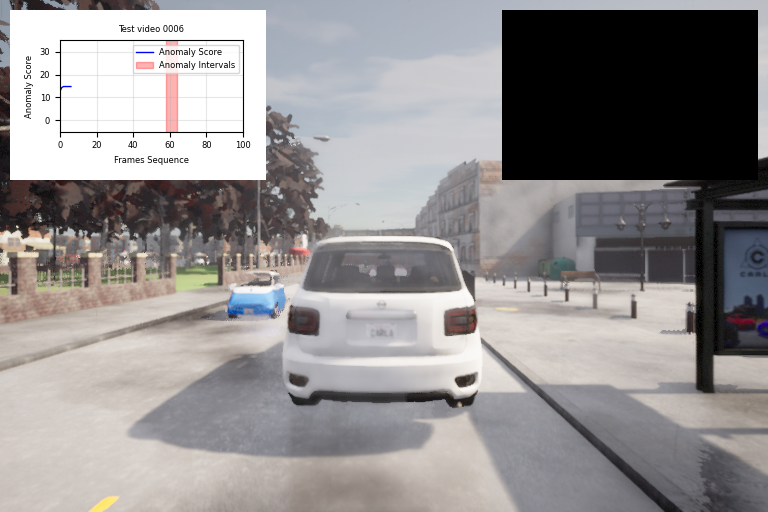 Test video 0006
Anomaly Score
30
20
10
0
Anomaly Score
Anomaly Intervals
0 20 40 60 80 100
Frames Sequence
CARLA